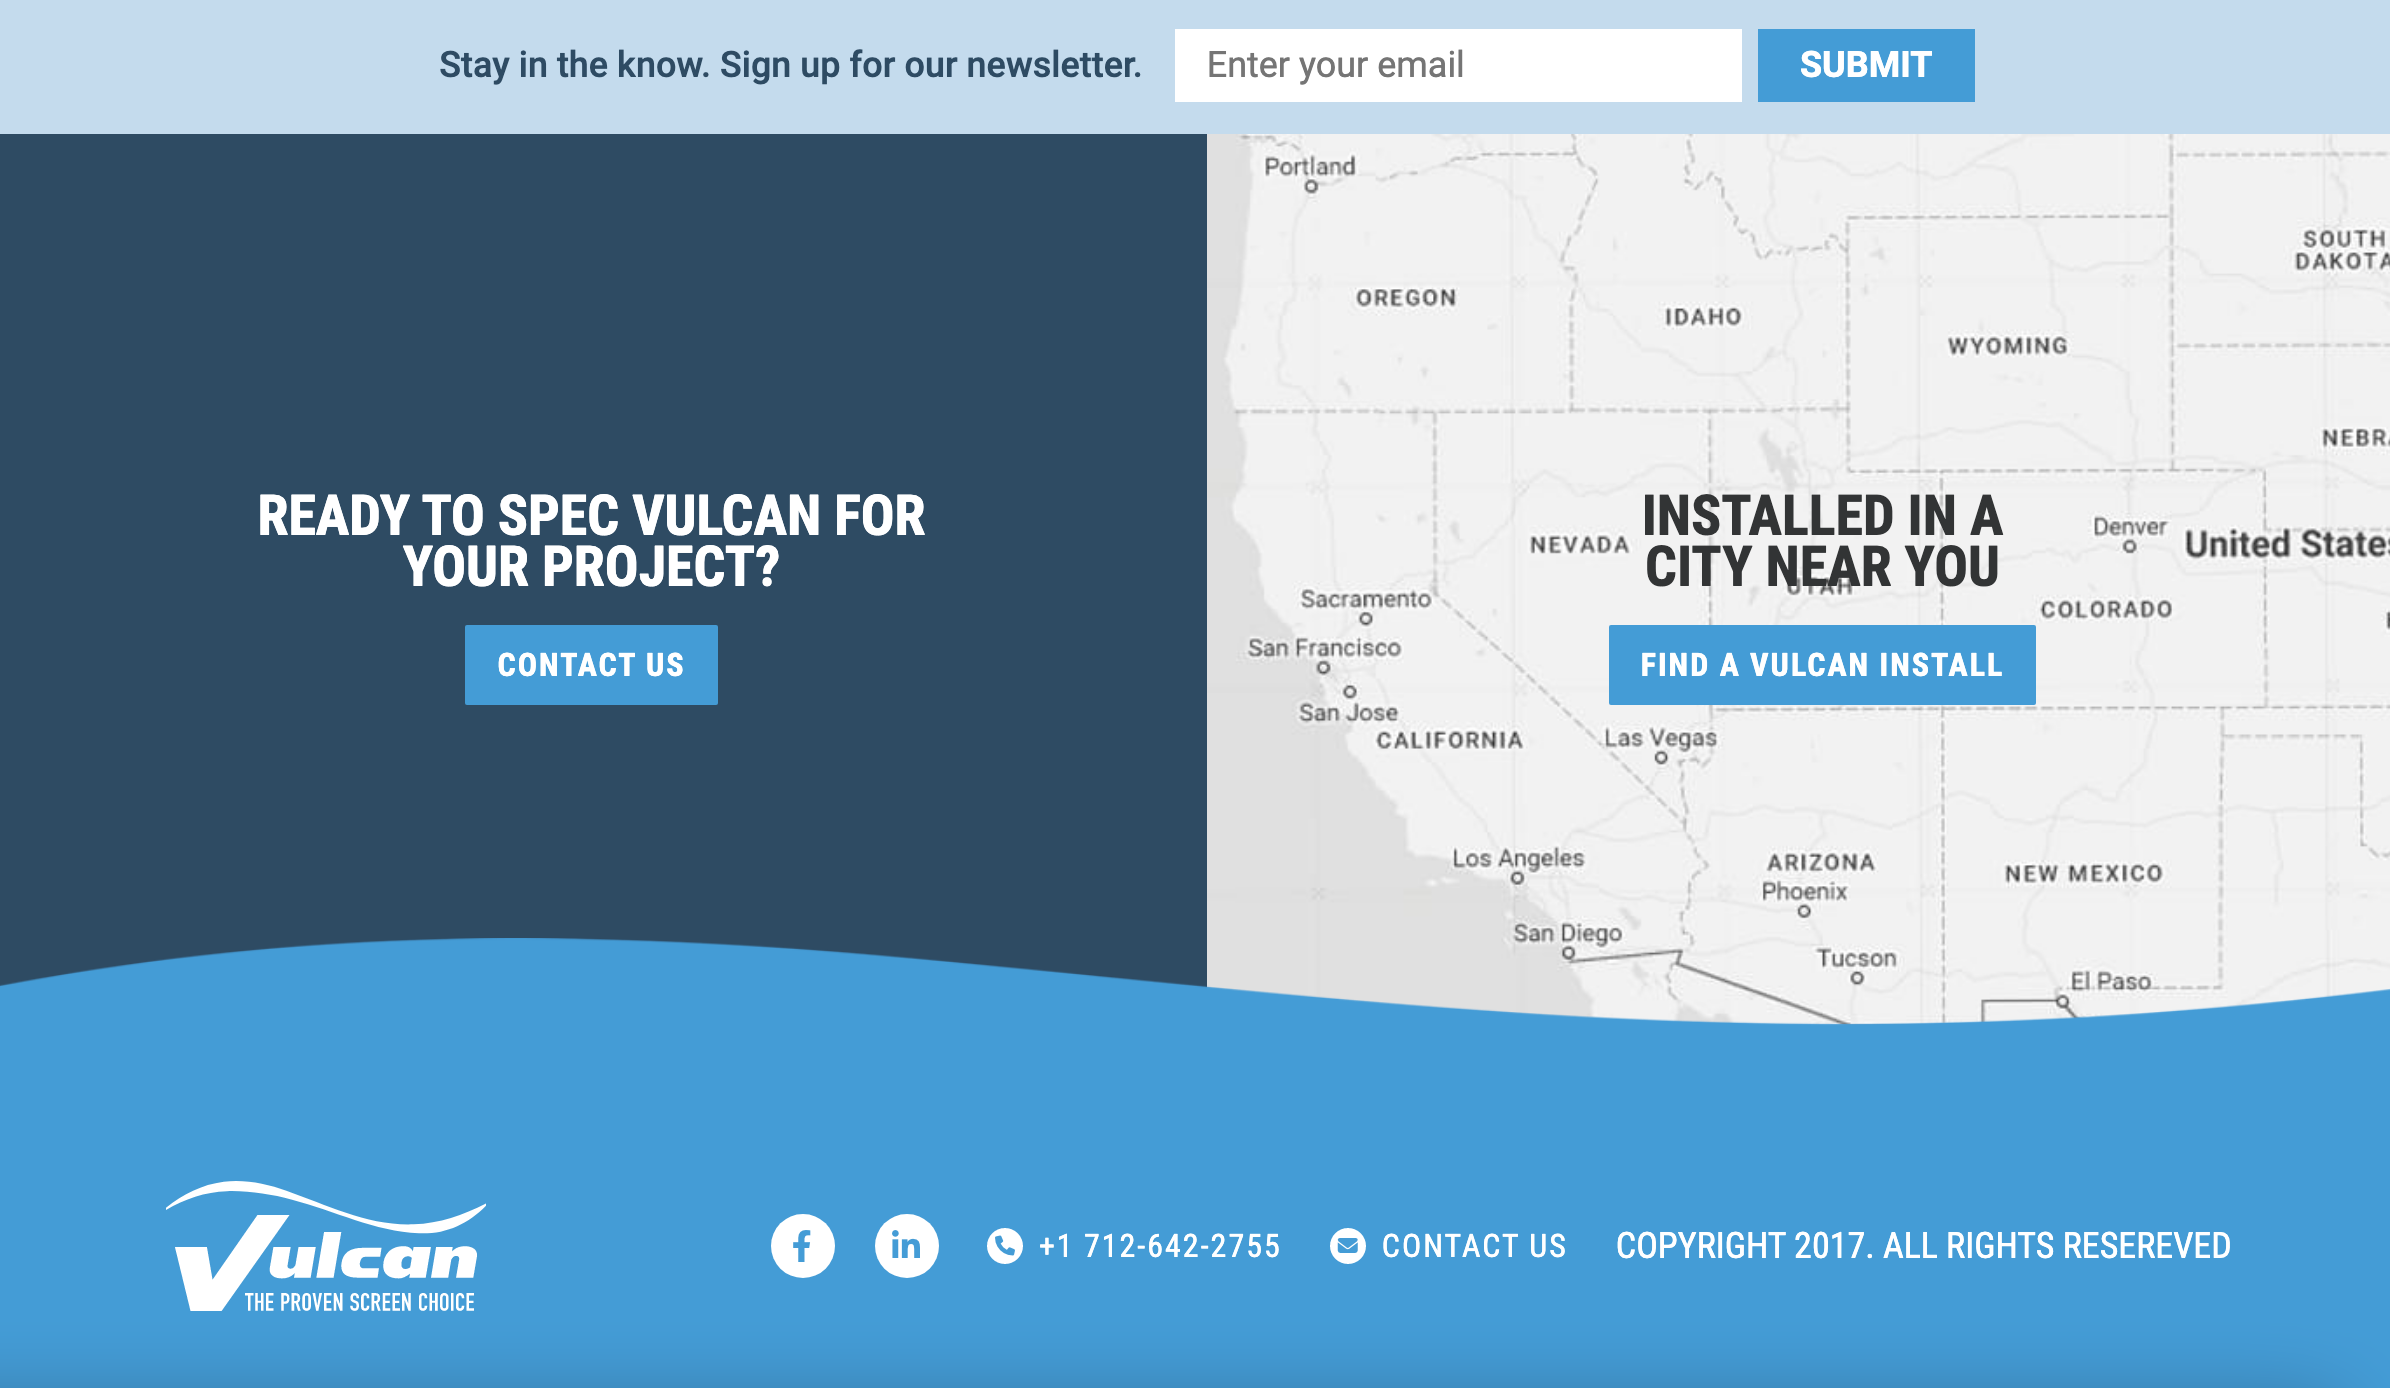 Stay in the know. Sign up for our newsletter.
Enter your email
SUBMIT
READY TO SPEC VULCAN FOR
YOUR PROJECT?
CONTACT US
INSTALLED IN A
CITY NEAR YOU
FIND A VULCAN INSTALL
Portland
OREGON
IDAHO
WYOMING
SOUTH
DAKOTA
NEBR
NEVADA
UTAH
Denver
United States
COLORADO
Sacramento
San Francisco
San Jose
CALIFORNIA
Las Vegas
Los Angeles
ARIZONA
Phoenix
NEW MEXICO
San Diego
Tucson
El Paso
Vulcan
THE PROVEN SCREEN CHOICE
f
in
+1 712-642-2755
CONTACT US
COPYRIGHT 2017. ALL RIGHTS RESEREVED